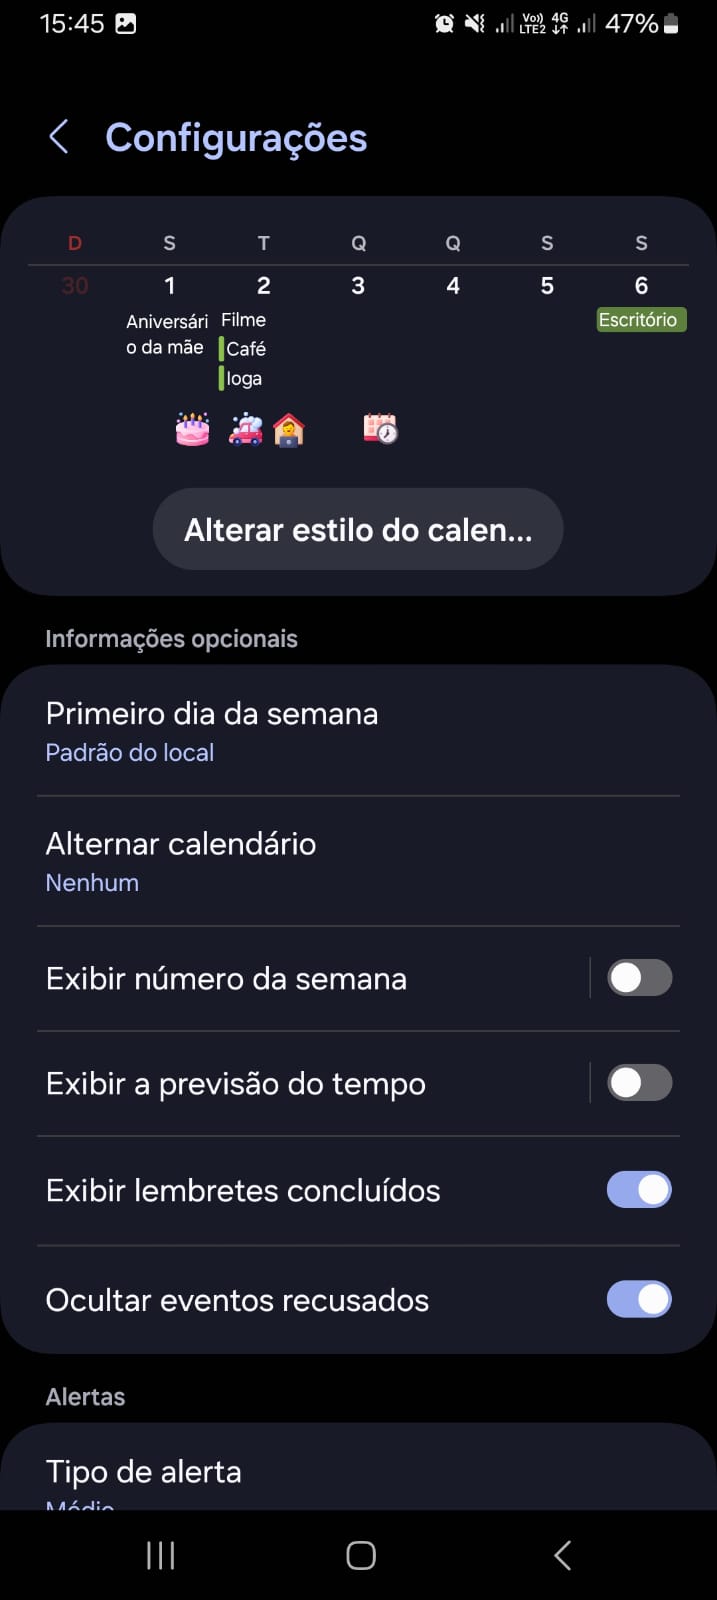 15:45 Vo)) LTE2 4G 47%
Configurações
D S T Q Q S S
30 1 2 3 4 5 6
Aniversári
o da mãe
Filme
Café
Ioga
Escritório
Alterar estilo do calen...
Informações opcionais
Primeiro dia da semana
Padrão do local
Alternar calendário
Nenhum
Exibir número da semana
Exibir a previsão do tempo
Exibir lembretes concluídos
Ocultar eventos recusados
Alertas
Tipo de alerta
Médio